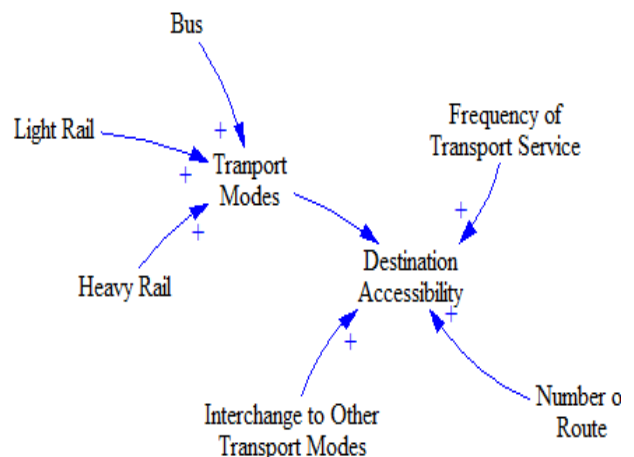 Bus
Light Rail
Tranport
Modes
Heavy Rail
Frequency of
Transport Service
Destination
Accessibility
Interchange to Other
Transport Modes
Number o
Route
+
+
+
+
+
+